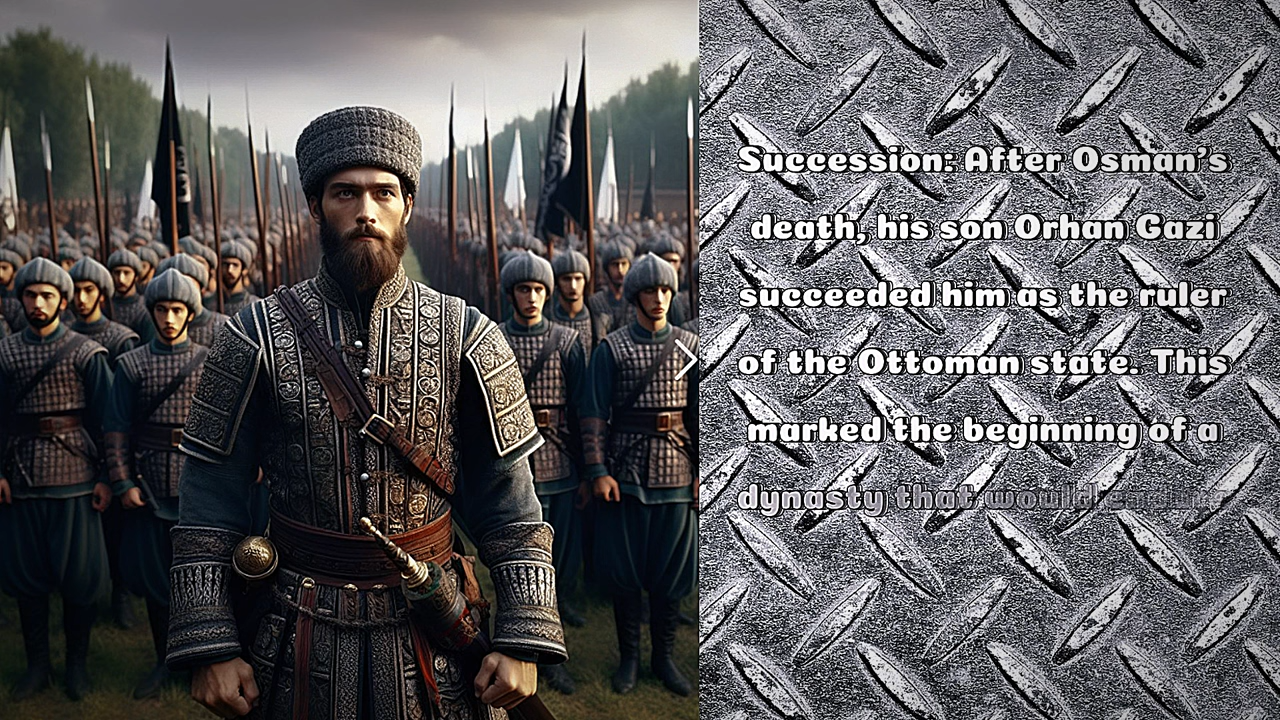 Succession: After Osman's
death, his son Orhan Gazi
succeeded him as the ruler
of the Ottoman state. This
marked the beginning of a
dynasty that would